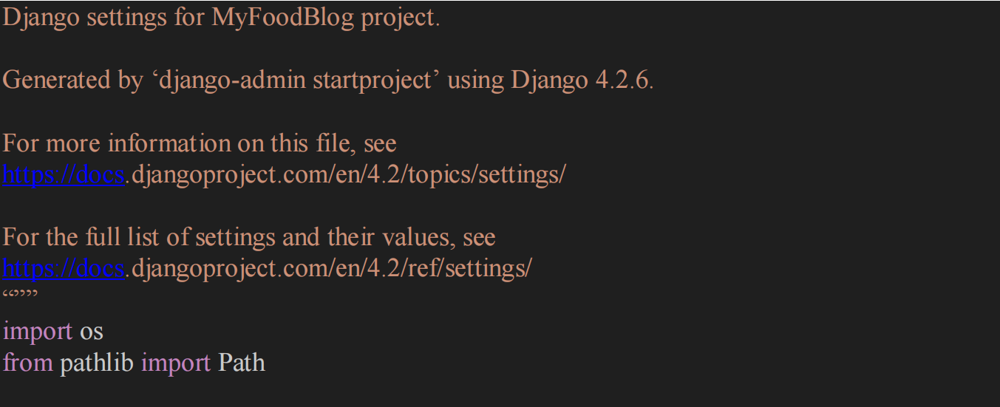 Django settings for MyFoodBlog project.
Generated by ‘django-admin startproject’ using Django 4.2.6.
For more information on this file, see
https://docs.djangoproject.com/en/4.2/topics/settings/
For the full list of settings and their values, see
https://docs.djangoproject.com/en/4.2/ref/settings/
“””
import os
from pathlib import Path